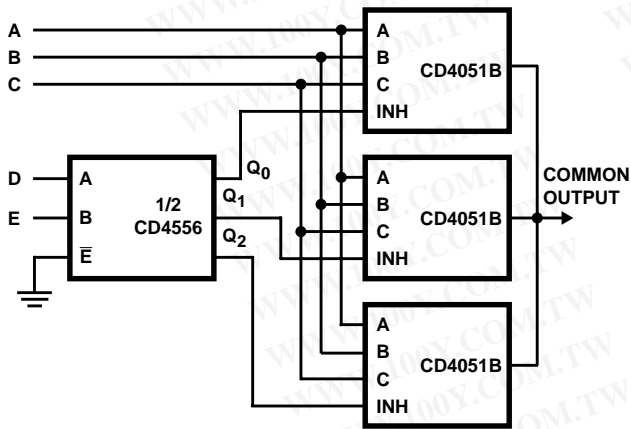 A
B
C
A
B
C
INH
CD4051B
D
E
A
B
E̅
1/2
CD4556
Q0
Q1
Q2
A
B
C
INH
CD4051B
COMMON
OUTPUT
A
B
C
INH
CD4051B
WWW.100Y.COM.TW